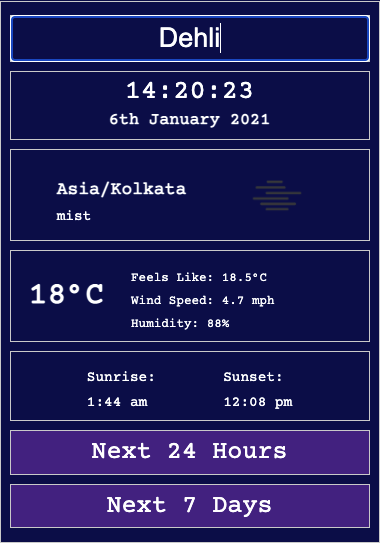 Dehli
14:20:23
6th January 2021
Asia/Kolkata
mist
18°C
Feels Like: 18.5°C
Wind Speed: 4.7 mph
Humidity: 88%
Sunrise: Sunset:
1:44 am 12:08 pm
Next 24 Hours
Next 7 Days